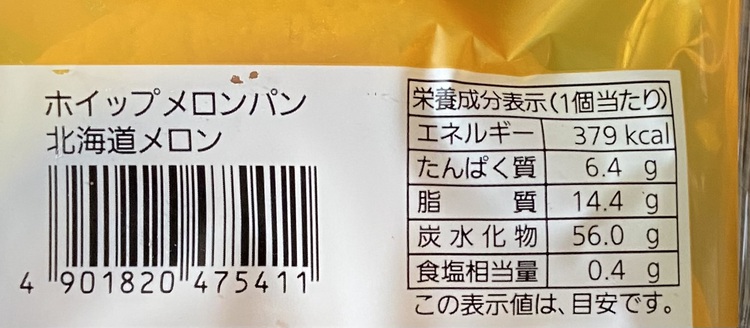 ホイップメロンパン
北海道メロン
4 901820 475411
栄養成分表示(1個当たり)
エネルギー 379 kcal
たんぱく質 6.4 g
脂質 14.4 g
炭水化物 56.0 g
食塩相当量 0.4 g
この表示値は、目安です。